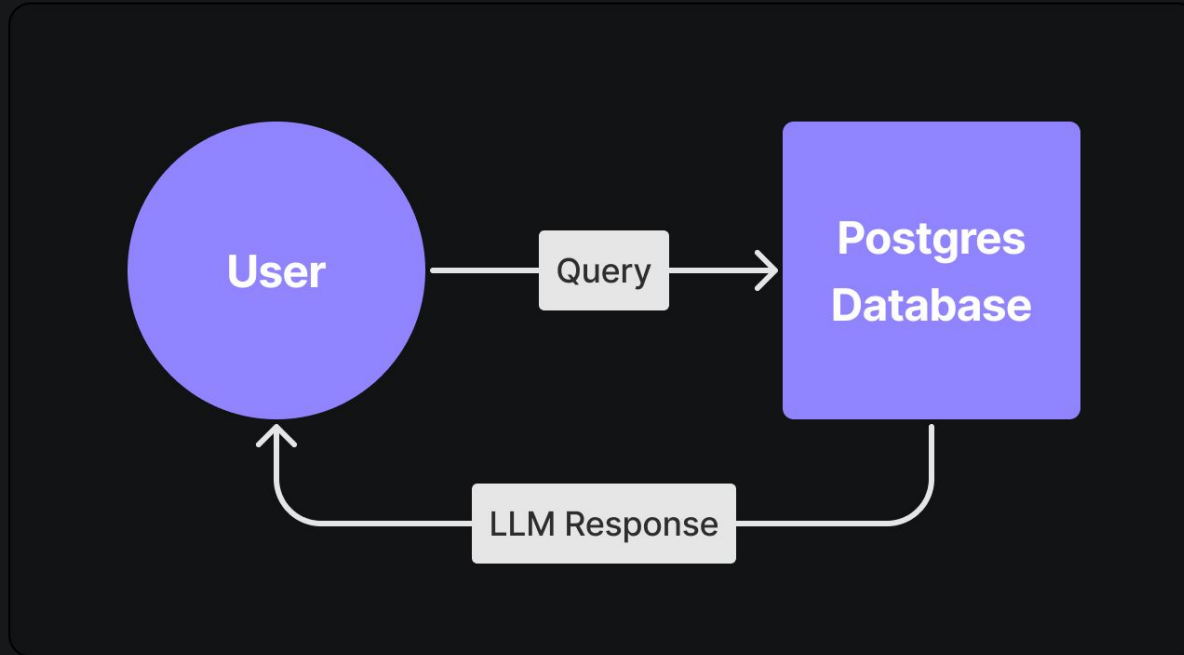 User
Query
Postgres
Database
LLM Response